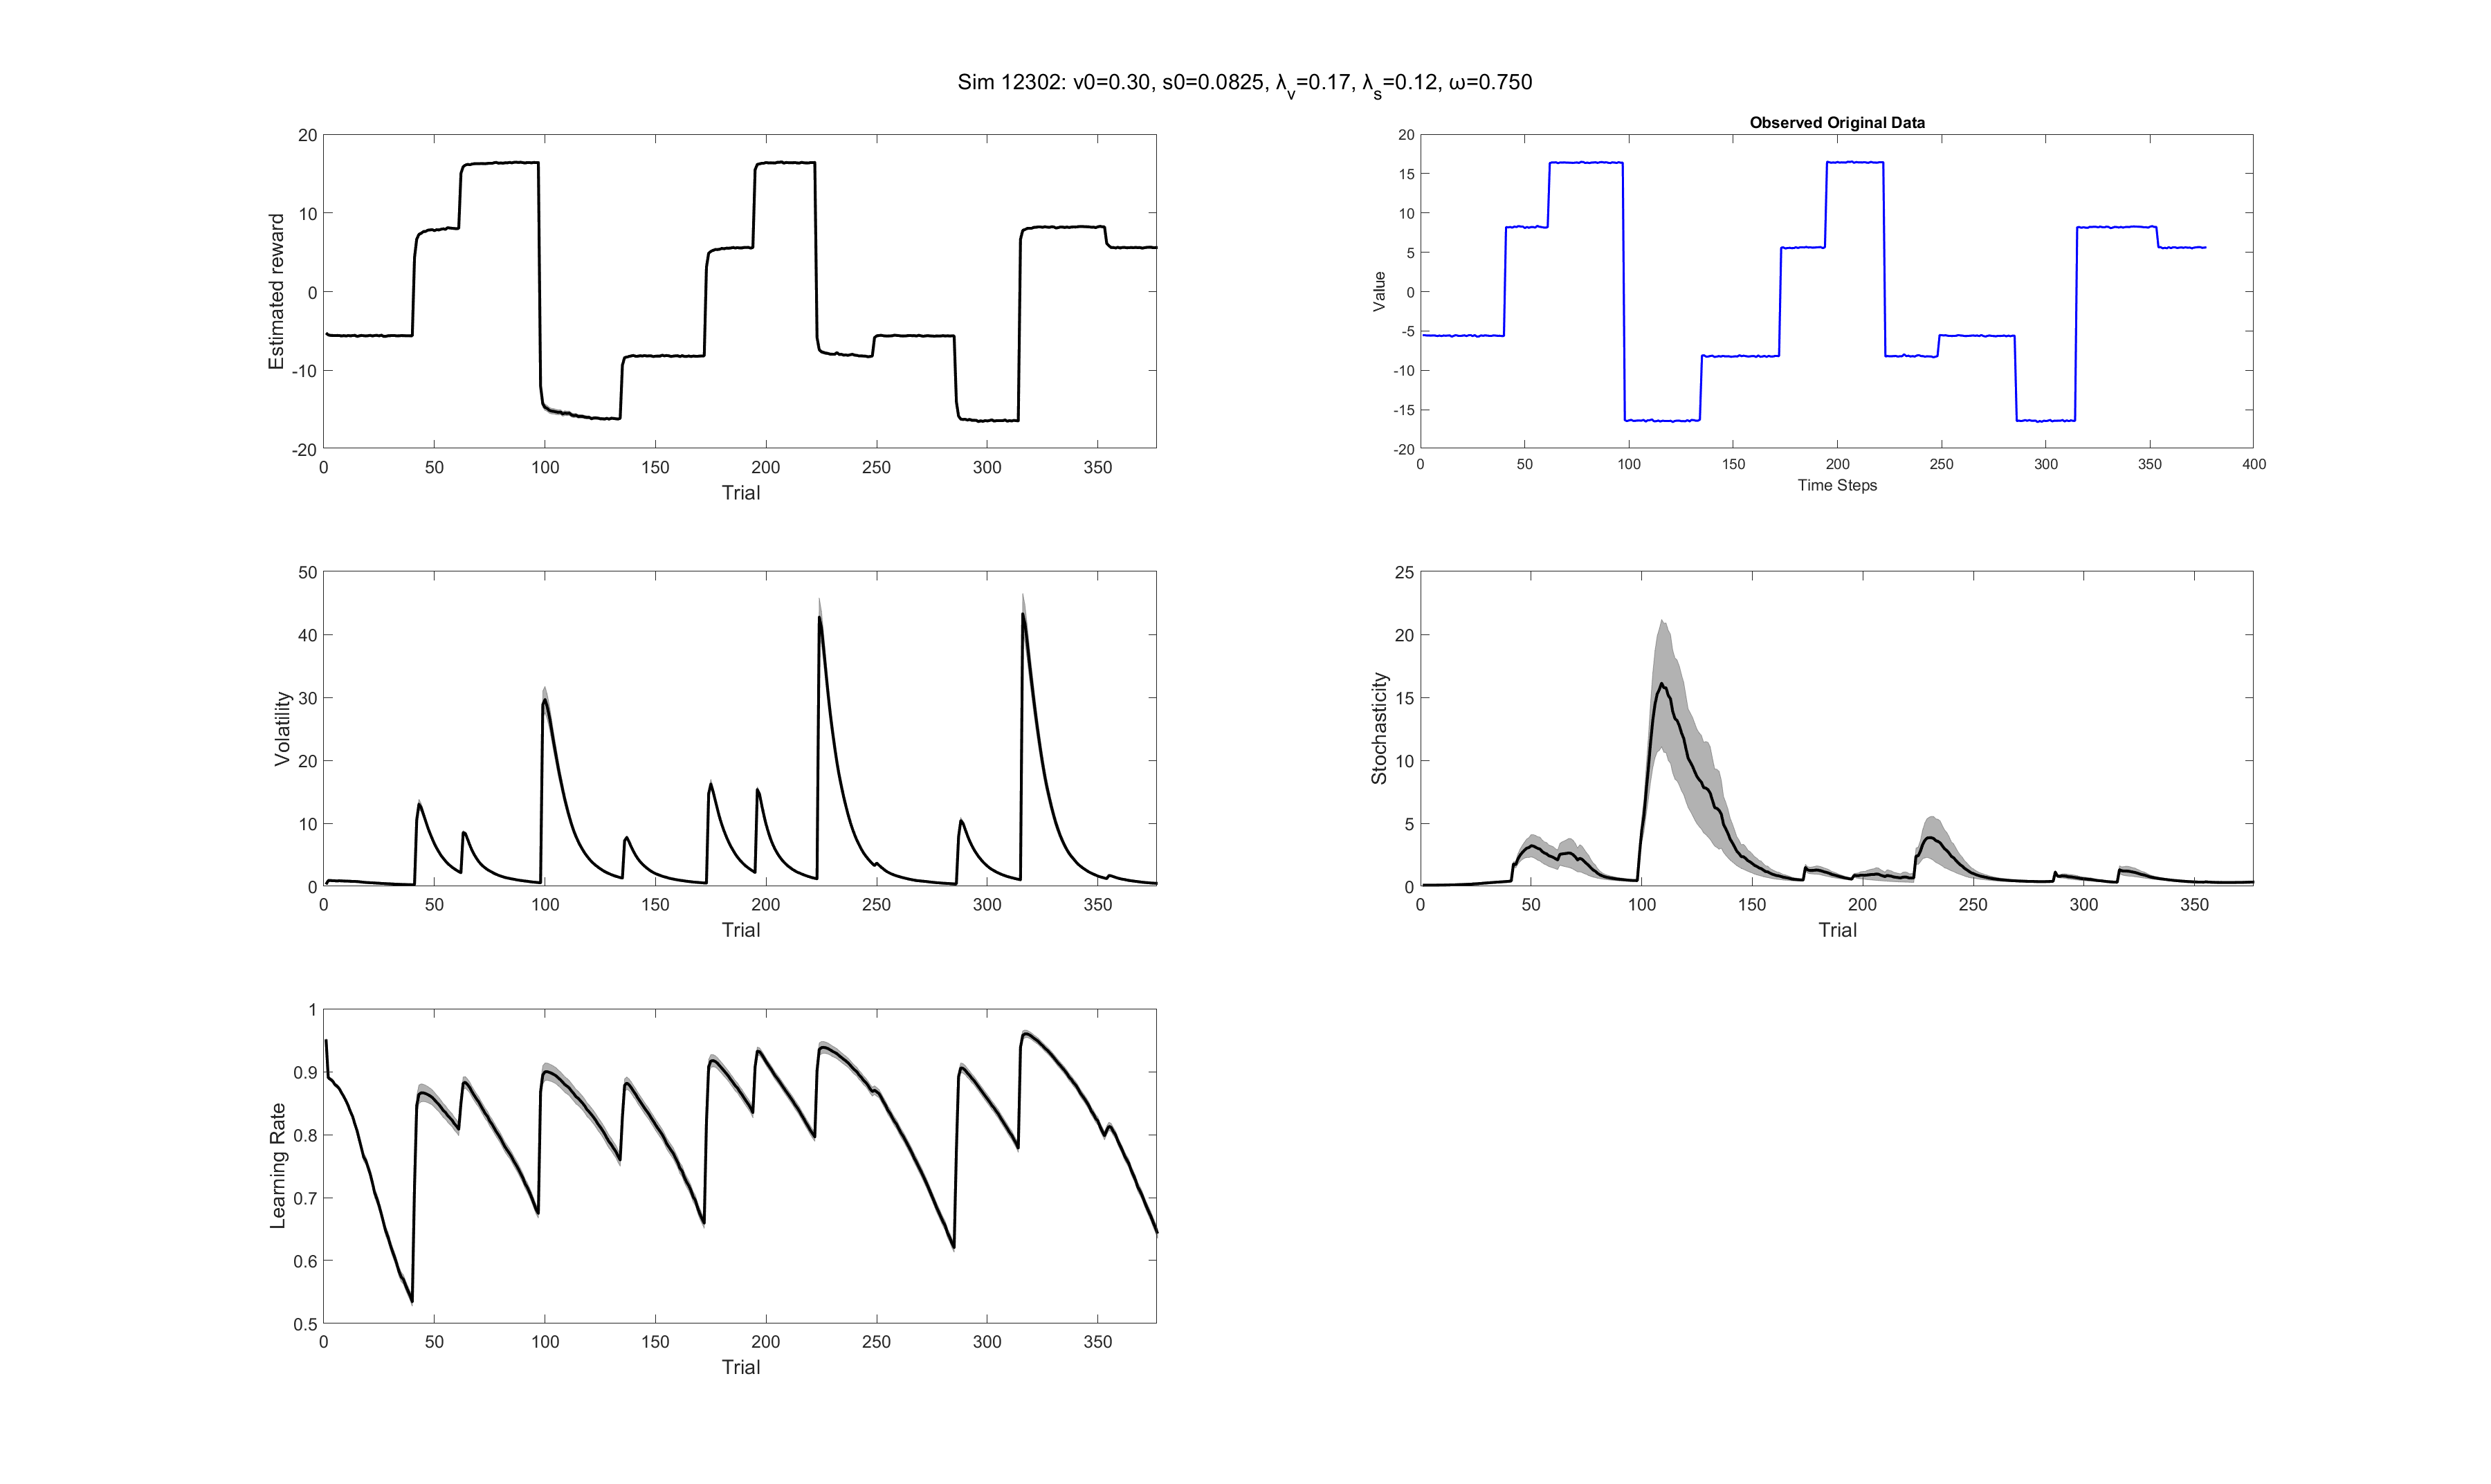 Sim 12302: v0=0.30, s0=0.0825, λ_v=0.17, λ_s=0.12, ω=0.750
20
10
0
-10
-20
Estimated reward
0 50 100 150 200 250 300 350
Trial
Observed Original Data
20
15
10
5
0
-5
-10
-15
-20
Value
0 50 100 150 200 250 300 350 400
Time Steps
50
40
30
20
10
0
Volatility
0 50 100 150 200 250 300 350
Trial
25
20
15
10
5
0
Stochasticity
0 50 100 150 200 250 300 350
Trial
1
0.9
0.8
0.7
0.6
0.5
Learning Rate
0 50 100 150 200 250 300 350
Trial